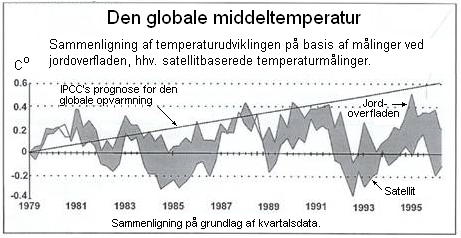 Den globale middeltemperatur
Sammenligning af temperaturudviklingen på basis af målinger ved
jordoverfladen, hhv. satellitbaserede temperaturmålinger.
C°
IPCC's prognose for den
globale opvarmning
Jord-
overfladen
0.6
0.4
0.2
0
-0.2
-0.4
Satellit
1979 1981 1983 1985 1987 1989 1991 1993 1995
Sammenligning på grundlag af kvartalsdata.